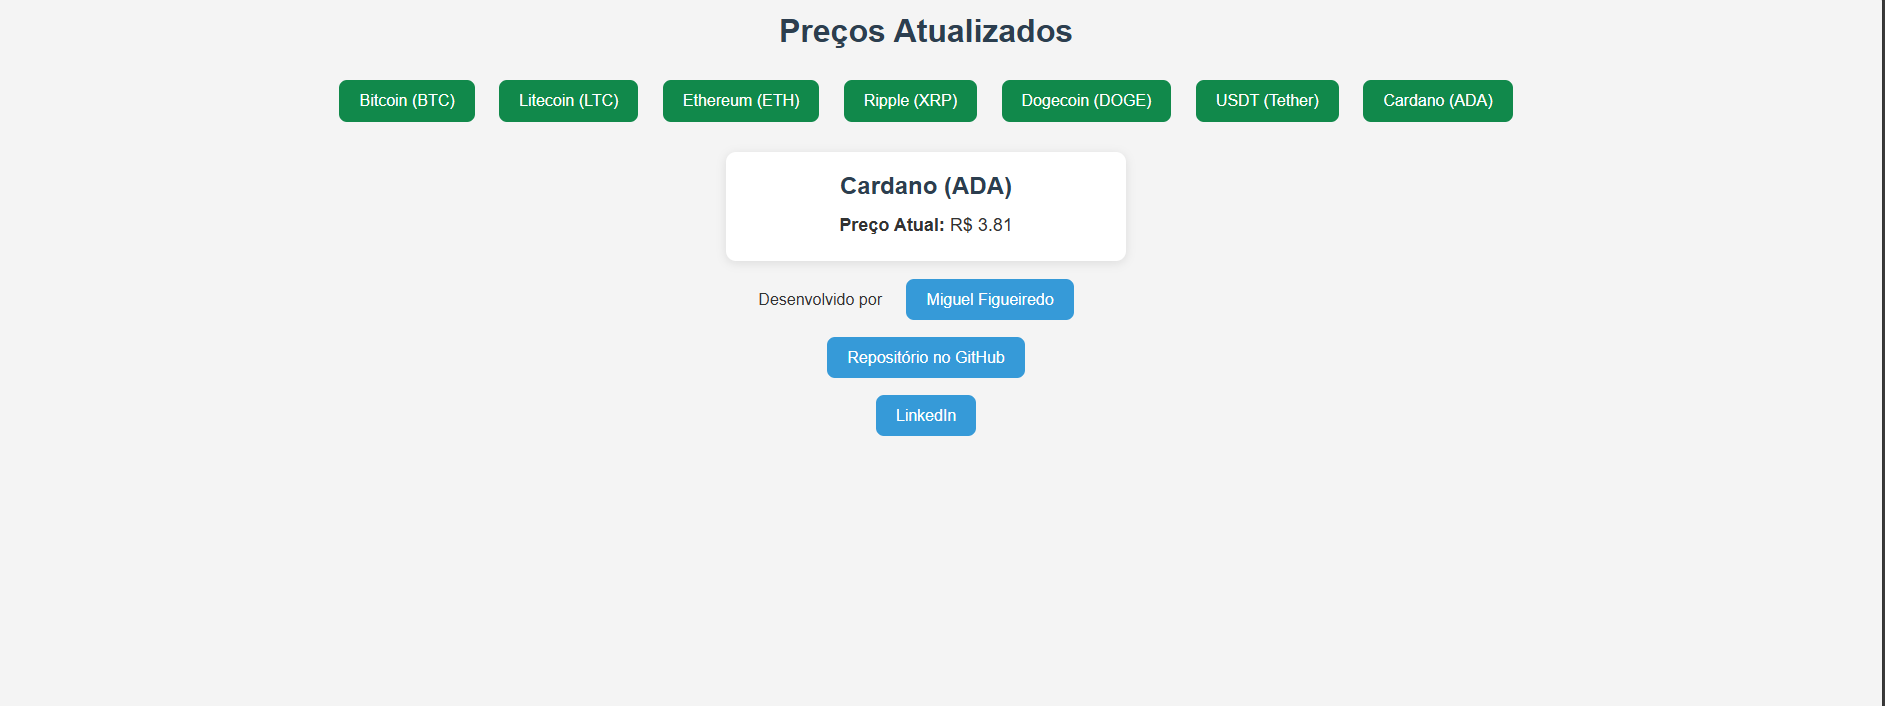 Preços Atualizados
Bitcoin (BTC) Litecoin (LTC) Ethereum (ETH) Ripple (XRP) Dogecoin (DOGE) USDT (Tether) Cardano (ADA)
Cardano (ADA)
Preço Atual: R$ 3.81
Desenvolvido por Miguel Figueiredo
Repositório no GitHub
LinkedIn